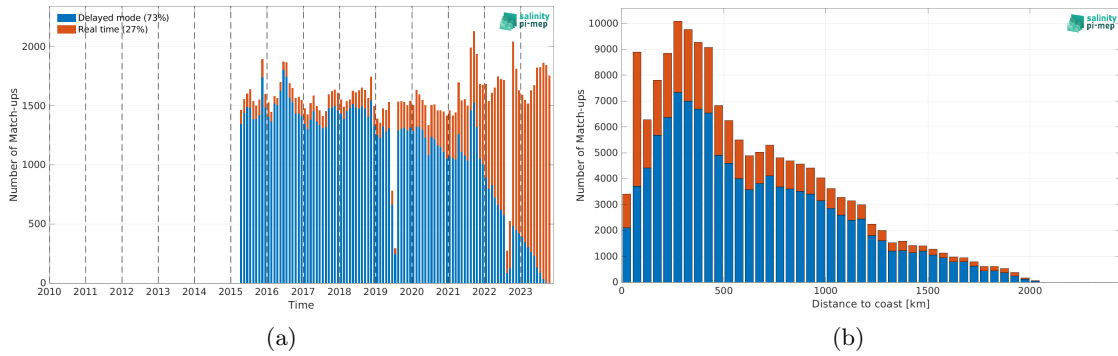 Delayed mode (73%)
Real time (27%)
salinity
pi-mep
Number of Match-ups
2000
1500
1000
500
0
2010 2011 2012 2013 2014 2015 2016 2017 2018 2019 2020 2021 2022 2023
Time
(a)
salinity
pi-mep
Number of Match-ups
10000
9000
8000
7000
6000
5000
4000
3000
2000
1000
0
0 500 1000 1500 2000
Distance to coast [km]
(b)